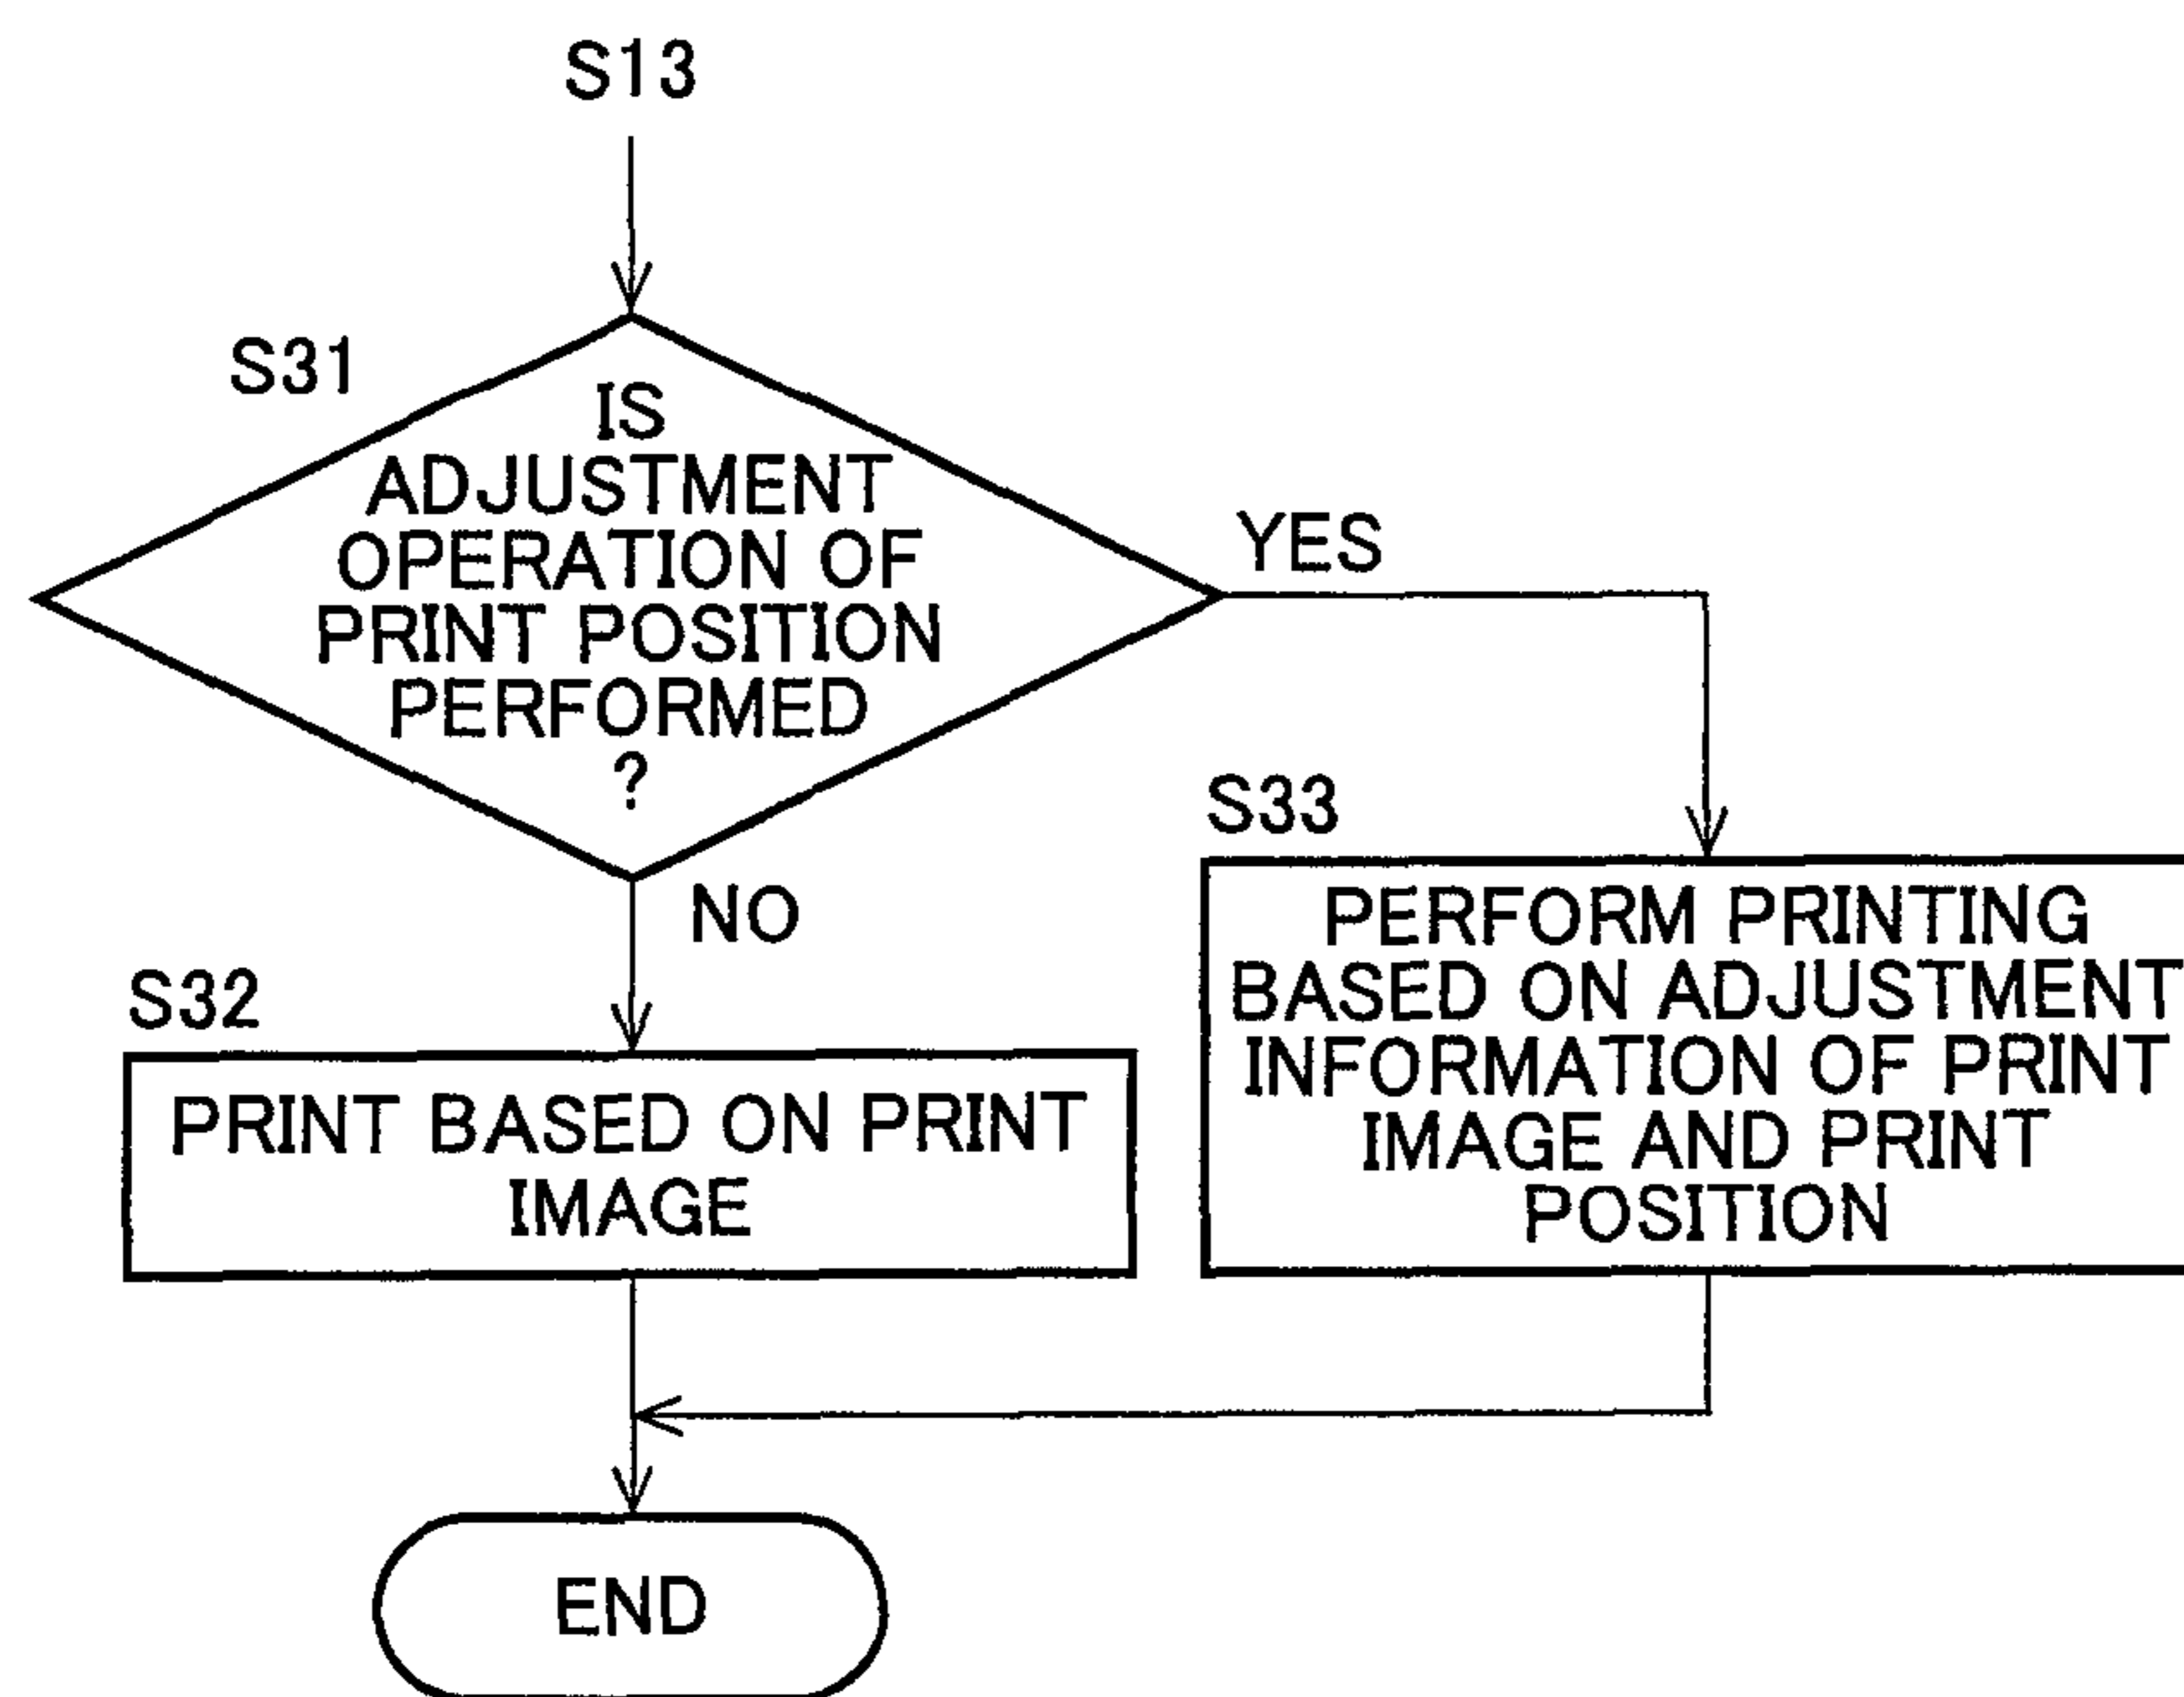 S13
S31
IS
ADJUSTMENT
OPERATION OF
PRINT POSITION
PERFORMED
?
YES
NO
S33
PERFORM PRINTING
BASED ON ADJUSTMENT
INFORMATION OF PRINT
IMAGE AND PRINT
POSITION
S32
PRINT BASED ON PRINT
IMAGE
END